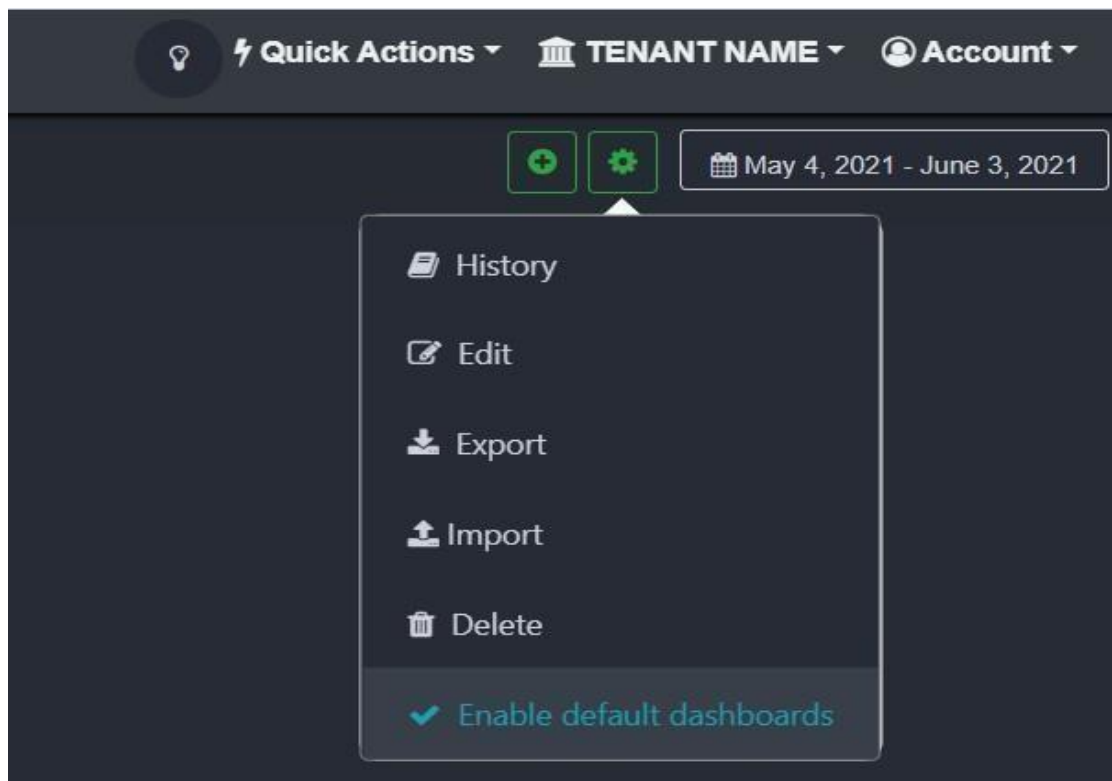 Quick Actions TENANT NAME Account
May 4, 2021 - June 3, 2021
History
Edit
Export
Import
Delete
Enable default dashboards